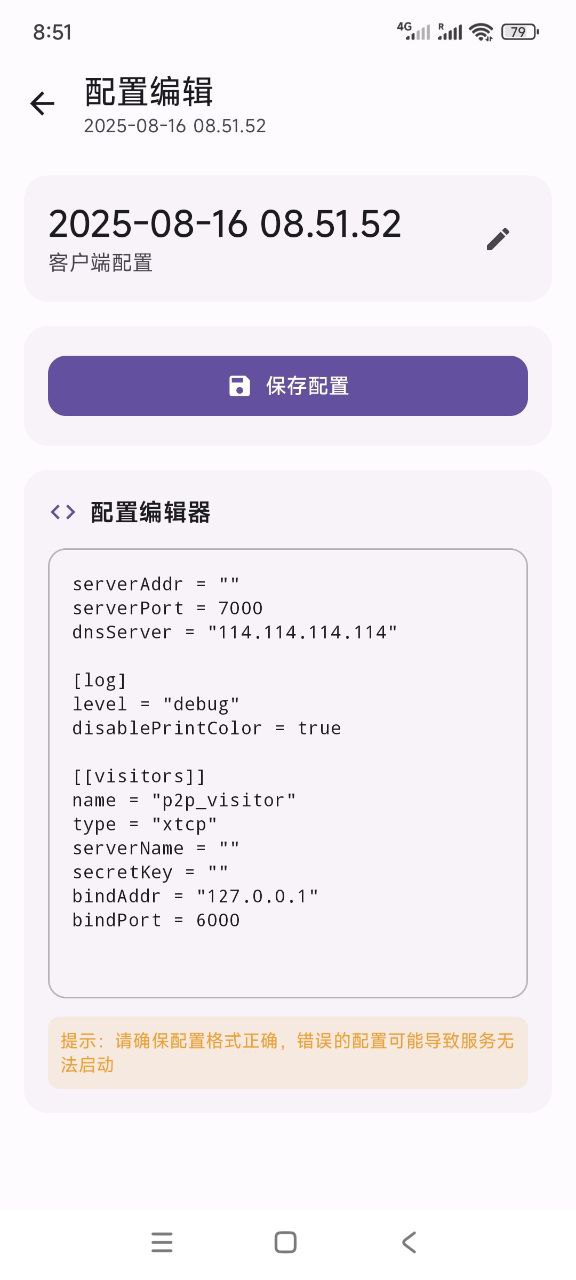 8:51
4G
R
79
配置编辑
2025-08-16 08.51.52
2025-08-16 08.51.52
客户端配置
保存配置
<> 配置编辑器
serverAddr = ""
serverPort = 7000
dnsServer = "114.114.114.114"
[log]
level = "debug"
disablePrintColor = true
[[visitors]]
name = "p2p_visitor"
type = "xtcp"
serverName = ""
secretKey = ""
bindAddr = "127.0.0.1"
bindPort = 6000
提示：请确保配置格式正确，错误的配置可能导致服务无
法启动